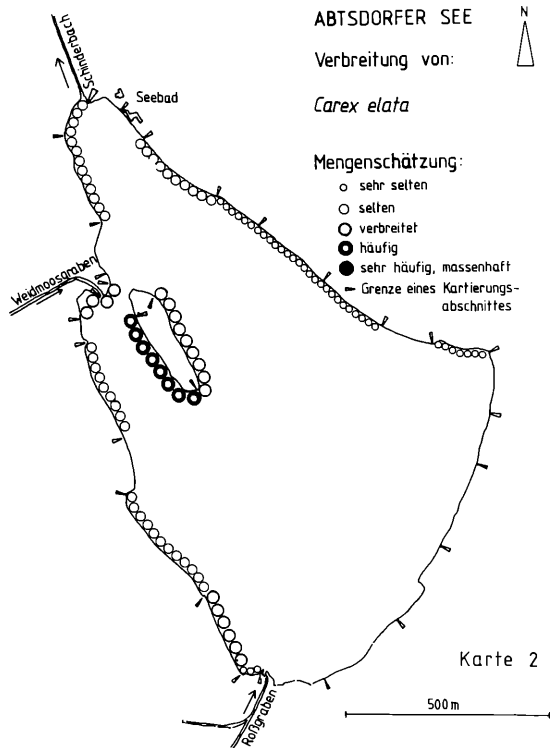 ABTSDORFER SEE
N
Verbreitung von:
Carex elata
Mengenschätzung:
sehr selten
selten
verbreitet
häufig
sehr häufig, massenhaft
Grenze eines Kartierungs-
abschnittes
Schinderbach
Seebad
Weidmoosgraben
Roßgraben
Karte 2
500m